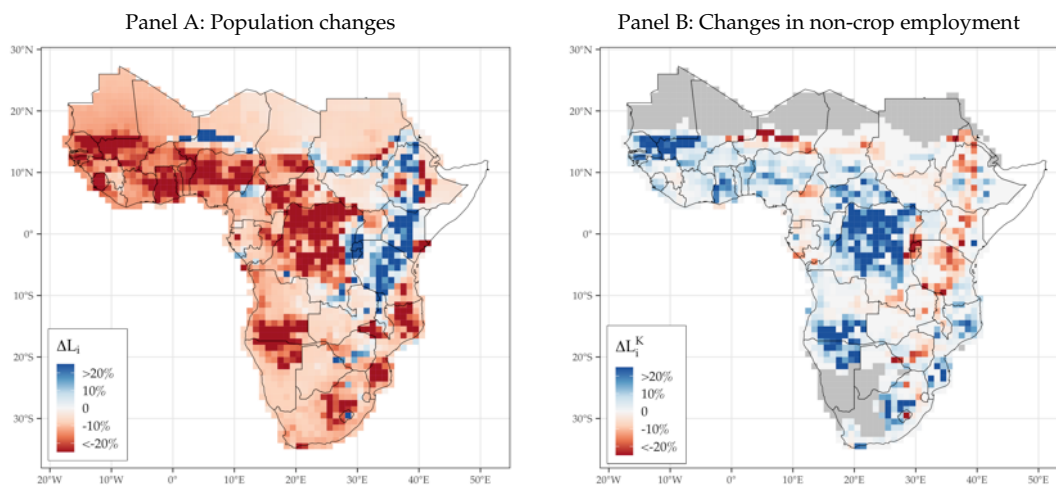 Panel A: Population changes
30°N
20°N
10°N
0°
10°S
20°S
30°S
20°W
10°W
0°
10°E
20°E
30°E
40°E
50°E
ΔLᵢ
>20%
10%
0
-10%
<-20%
Panel B: Changes in non-crop employment
30°N
20°N
10°N
0°
10°S
20°S
30°S
20°W
10°W
0°
10°E
20°E
30°E
40°E
50°E
ΔLᵢᴷ
>20%
10%
0
-10%
<-20%